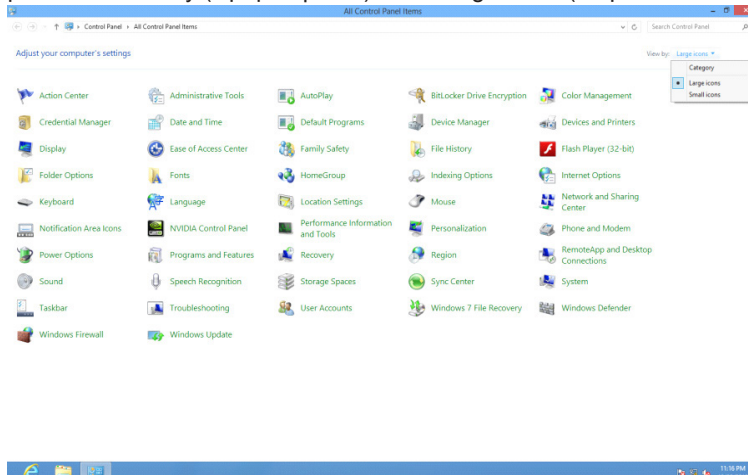 All Control Panel Items
Control Panel ▸ All Control Panel Items
Search Control Panel
Adjust your computer's settings
View by: Large icons
Category
Large icons
Small icons
Action Center
Administrative Tools
AutoPlay
BitLocker Drive Encryption
Color Management
Credential Manager
Date and Time
Default Programs
Device Manager
Devices and Printers
Display
Ease of Access Center
Family Safety
File History
Flash Player (32-bit)
Folder Options
Fonts
HomeGroup
Indexing Options
Internet Options
Keyboard
Language
Location Settings
Mouse
Network and Sharing
Center
Notification Area Icons
NVIDIA Control Panel
Performance Information
and Tools
Personalization
Phone and Modem
Power Options
Programs and Features
Recovery
Region
RemoteApp and Desktop
Connections
Sound
Speech Recognition
Storage Spaces
Sync Center
System
Taskbar
Troubleshooting
User Accounts
Windows 7 File Recovery
Windows Defender
Windows Firewall
Windows Update
11:16 PM